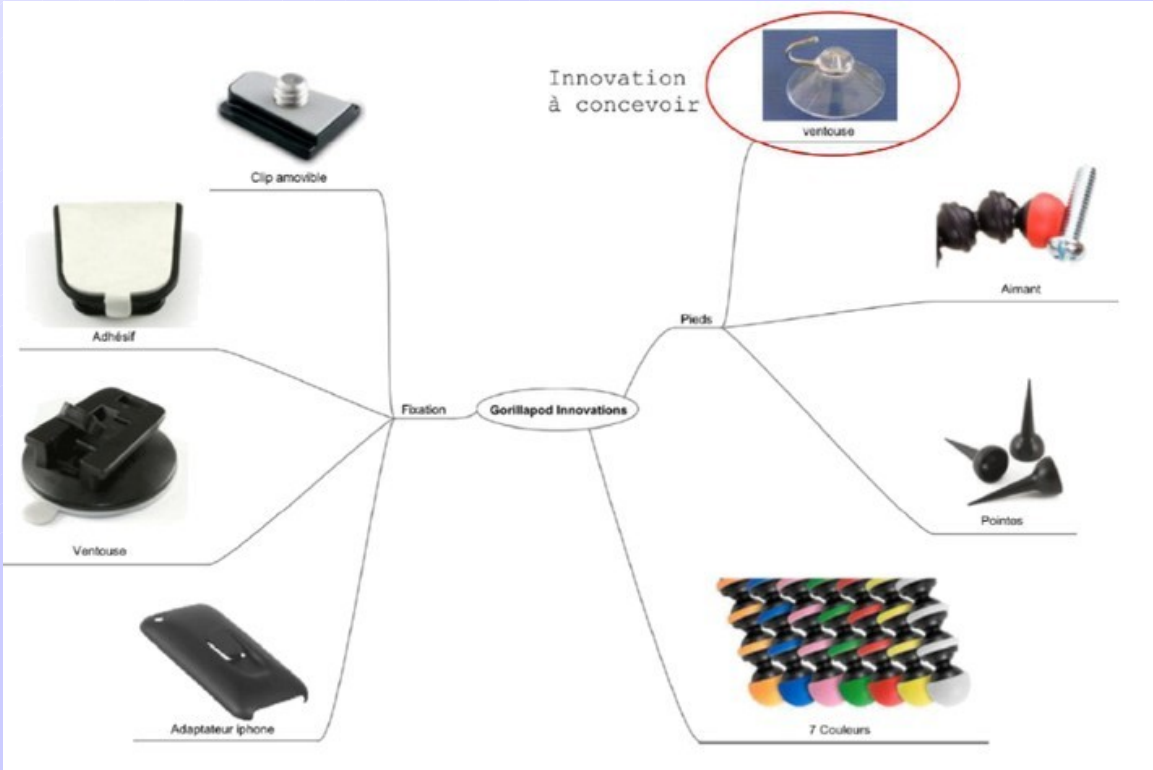 Innovation
à concevoir
ventouse
Clip amovible
Aimant
Adhésif
Pieds
Fixation
Gorillapod Innovations
Pointes
Ventouse
Adaptateur iphone
7 Couleurs